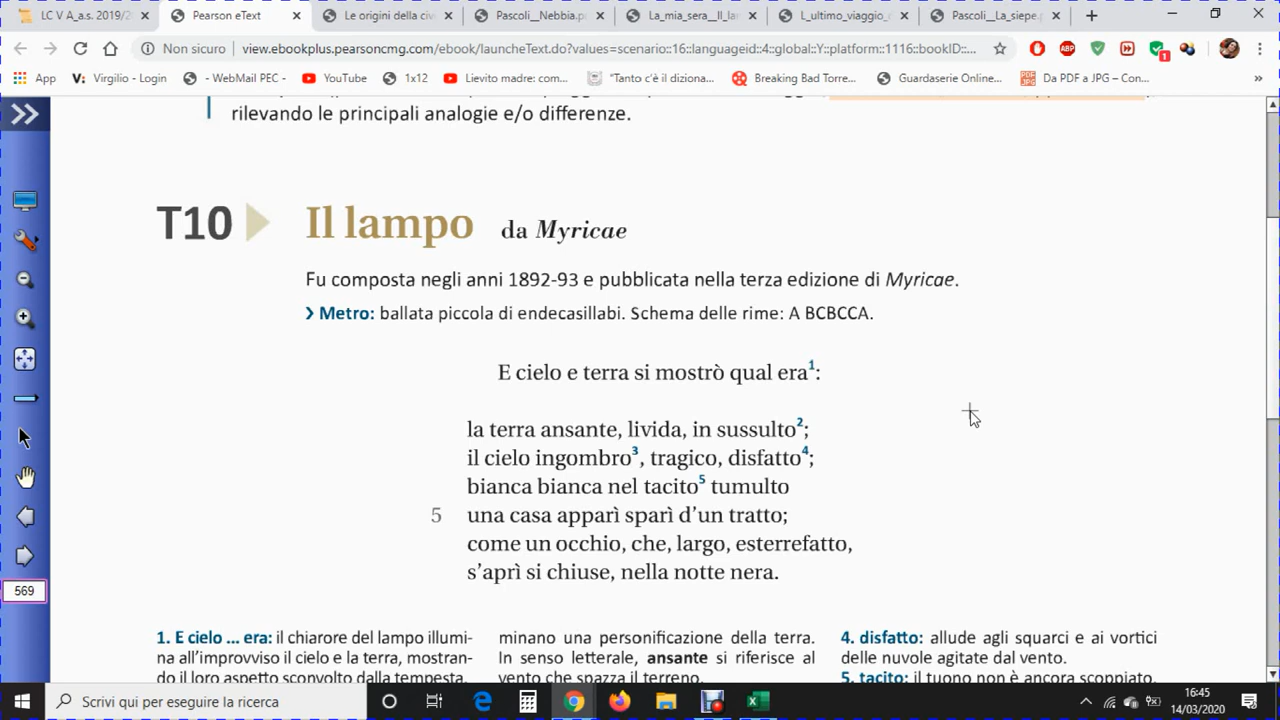 LC V A_a.s. 2019/2
Pearson eText
Le origini della civ
Pascoli__Nebbia.p
La_mia_sera__Il_la
L_ultimo_viaggio_
Pascoli__La_siepe.
Non sicuro
view.ebookplus.pearsoncmg.com/ebook/launcheText.do?values=scenario::16::languageid::4::global::Y::platform::1116::bookID::...
ABP
1
App
Virgilio - Login
- WebMail PEC -
YouTube
1x12
Lievito madre: com...
"Tanto c'è il diziona...
Breaking Bad Torre...
Guardaserie Online...
Da PDF a JPG – Con...
rilevando le principali analogie e/o differenze.
T10 Il lampo da Myricae
Fu composta negli anni 1892-93 e pubblicata nella terza edizione di Myricae.
Metro: ballata piccola di endecasillabi. Schema delle rime: A BCBCCA.
E cielo e terra si mostrò qual era1:
la terra ansante, livida, in sussulto2;
il cielo ingombro3, tragico, disfatto4;
bianca bianca nel tacito5 tumulto
5 una casa apparì sparì d'un tratto;
come un occhio, che, largo, esterrefatto,
s'aprì si chiuse, nella notte nera.
1. E cielo ... era: il chiarore del lampo illumi-
na all'improvviso il cielo e la terra, mostran-
do il loro aspetto sconvolto dalla tempesta.
minano una personificazione della terra.
In senso letterale, ansante si riferisce al
vento che spazza il terreno.
4. disfatto: allude agli squarci e ai vortici
delle nuvole agitate dal vento.
5. tacito: il tuono non è ancora scoppiato.
569
Scrivi qui per eseguire la ricerca
16:45
14/03/2020